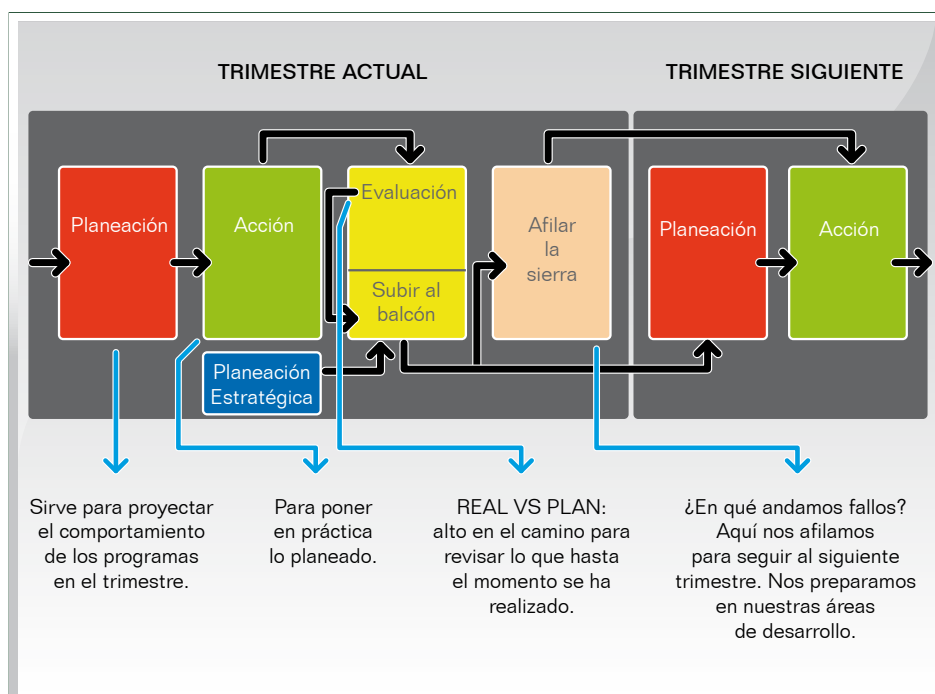 TRIMESTRE ACTUAL
TRIMESTRE SIGUIENTE
Planeación
Acción
Evaluación
Subir al
balcón
Planeación
Estratégica
Afilar
la
sierra
Planeación
Acción
Sirve para proyectar
el comportamiento
de los programas
en el trimestre.
Para poner
en práctica
lo planeado.
REAL VS PLAN:
alto en el camino para
revisar lo que hasta
el momento se ha
realizado.
¿En qué andamos fallos?
Aquí nos afilamos
para seguir al siguiente
trimestre. Nos preparamos
en nuestras áreas
de desarrollo.